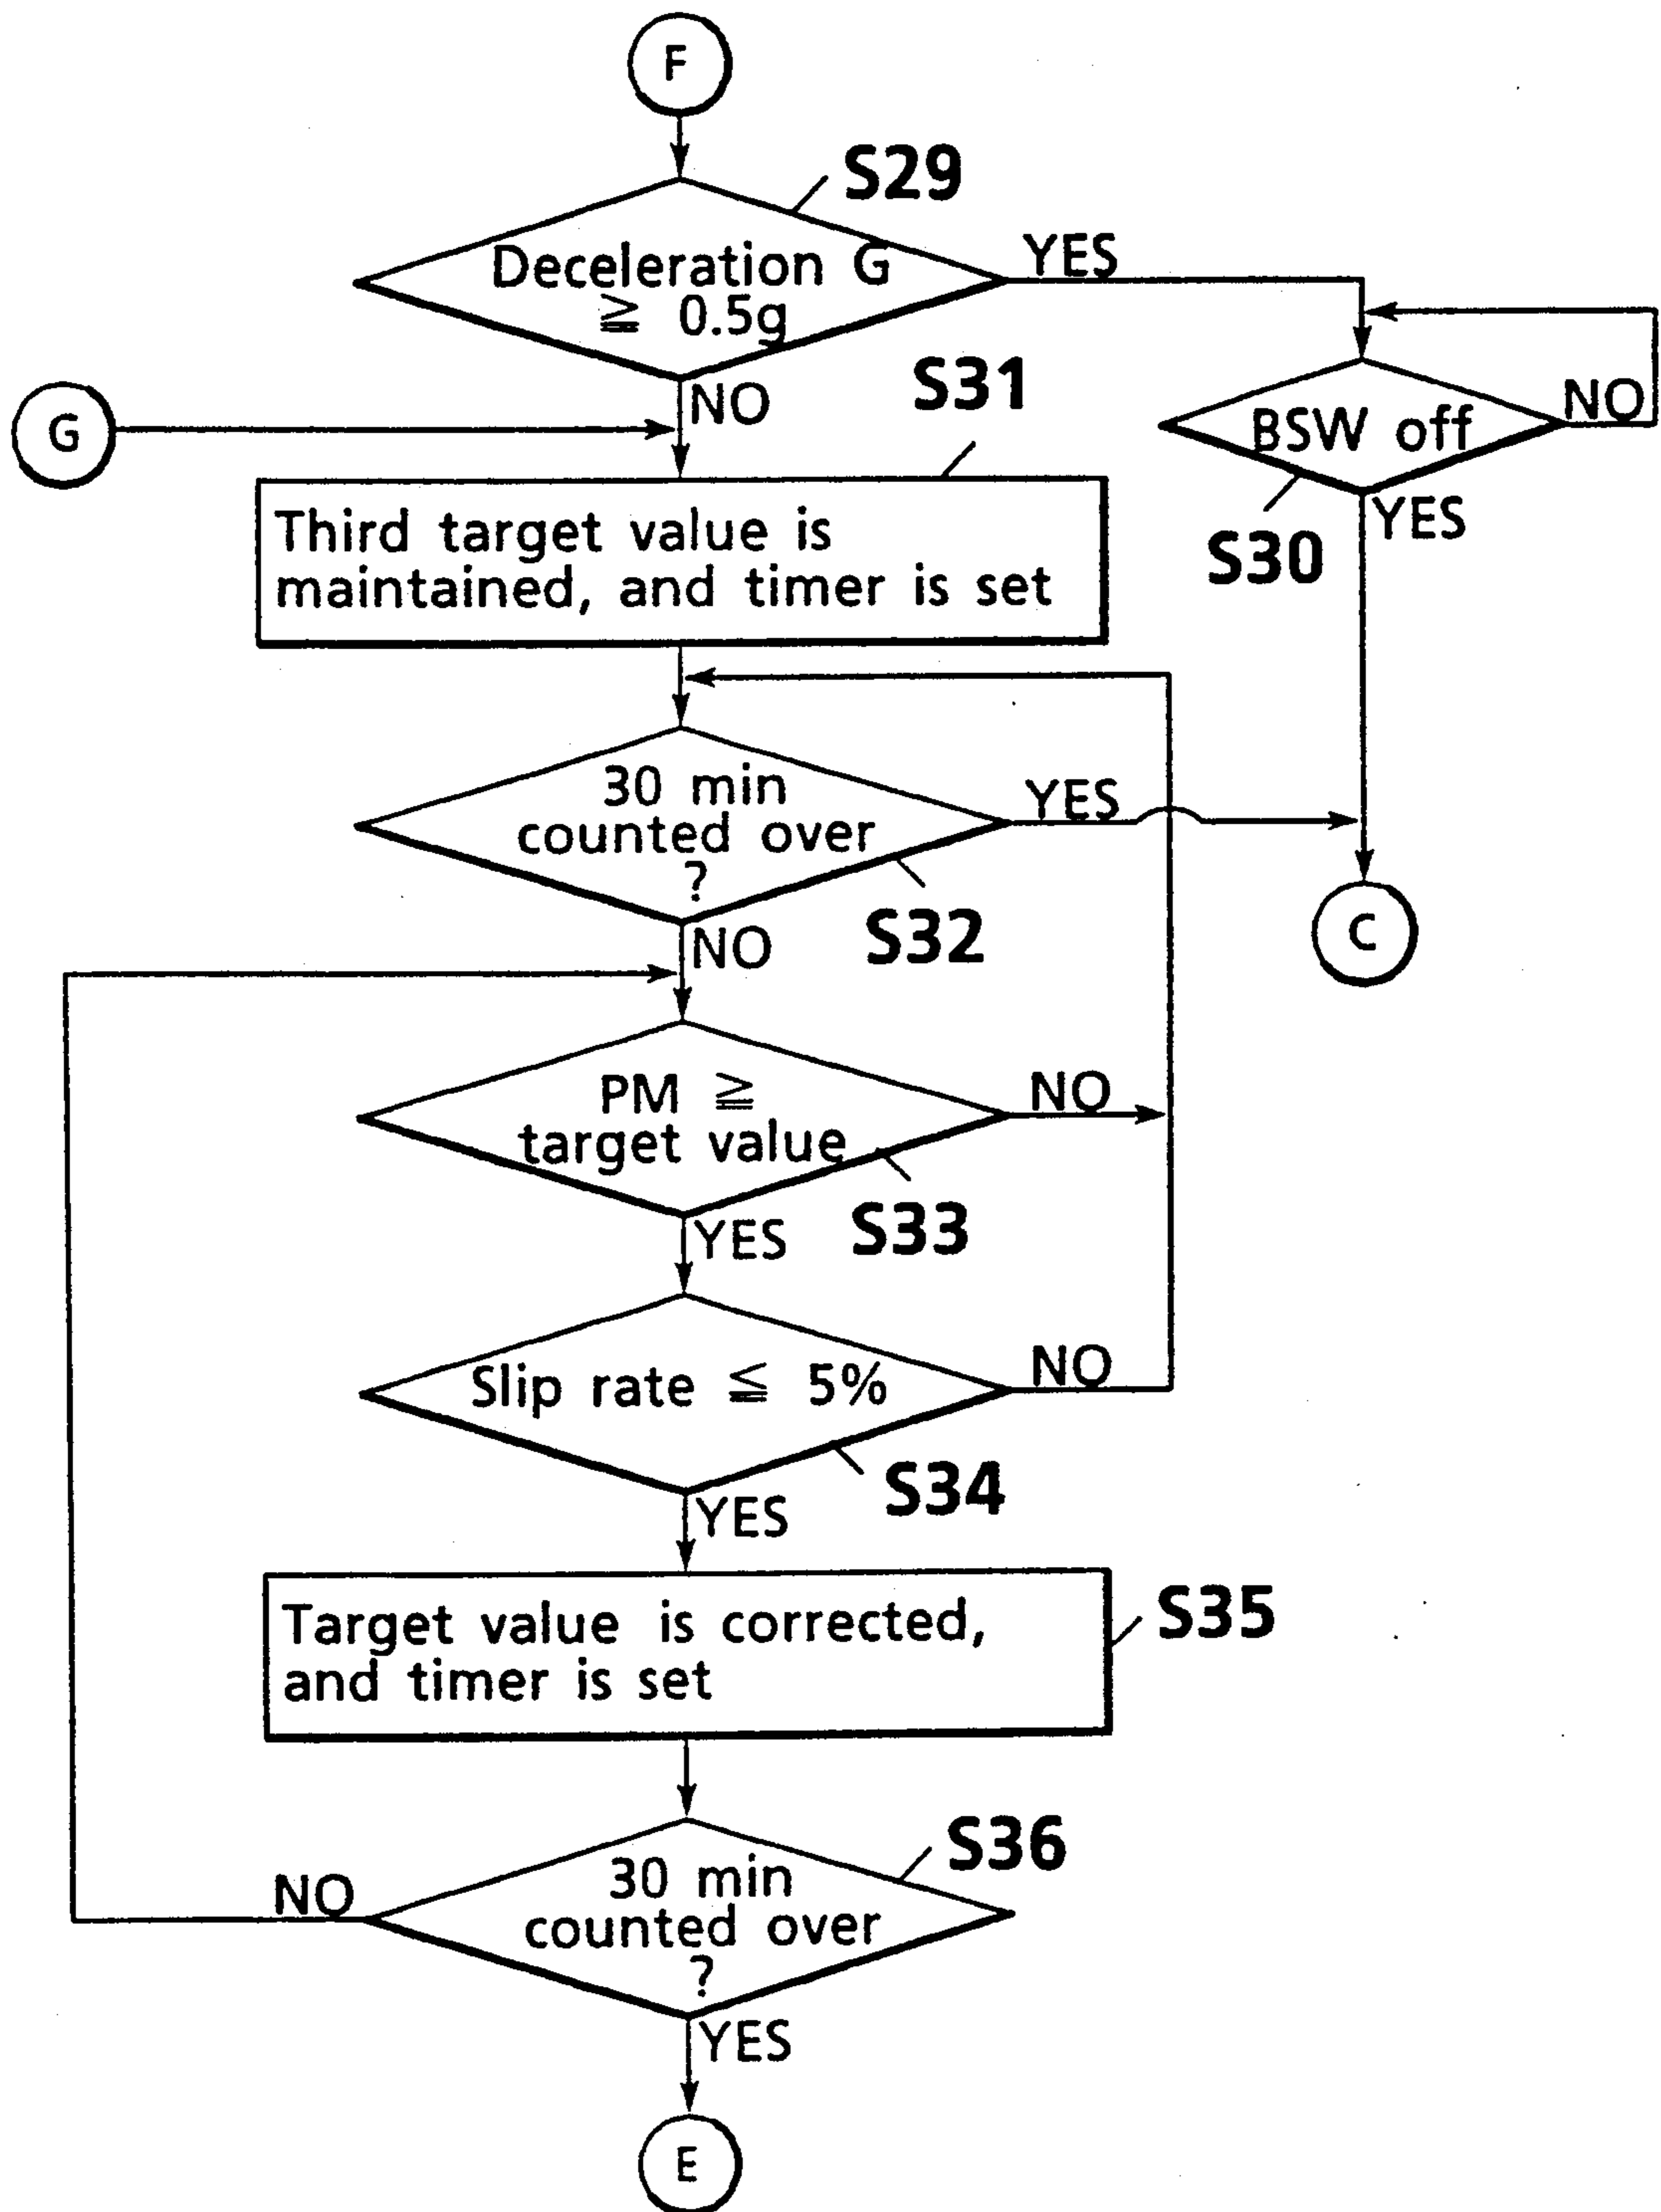 F
S29
Deceleration G
≧ 0.5g
YES
NO
S31
G
BSW off
NO
YES
S30
Third target value is
maintained, and timer is set
30 min
counted over
?
YES
S32
NO
C
PM ≧
target value
NO
S33
YES
Slip rate ≦ 5%
NO
S34
YES
Target value is corrected,
and timer is set
S35
S36
30 min
counted over
?
NO
YES
E